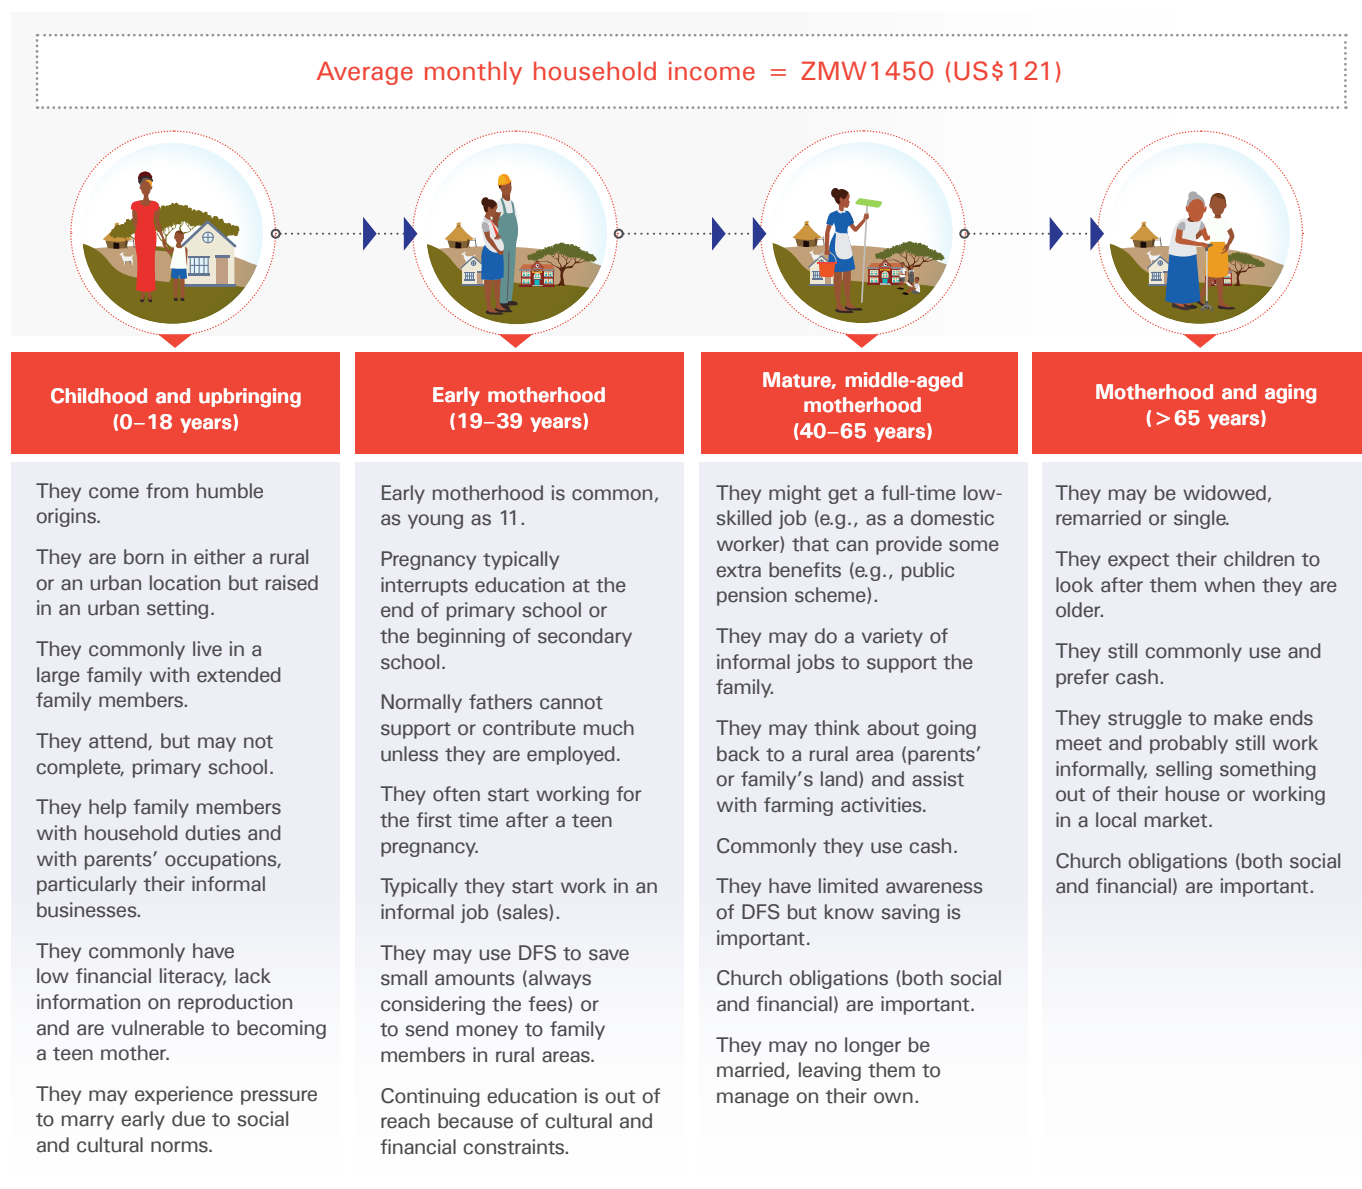 Average monthly household income = ZMW1450 (US$121)
Childhood and upbringing
(0–18 years)
They come from humble
origins.
They are born in either a rural
or an urban location but raised
in an urban setting.
They commonly live in a
large family with extended
family members.
They attend, but may not
complete, primary school.
They help family members
with household duties and
with parents’ occupations,
particularly their informal
businesses.
They commonly have
low financial literacy, lack
information on reproduction
and are vulnerable to becoming
a teen mother.
They may experience pressure
to marry early due to social
and cultural norms.
Early motherhood
(19–39 years)
Early motherhood is common,
as young as 11.
Pregnancy typically
interrupts education at the
end of primary school or
the beginning of secondary
school.
Normally fathers cannot
support or contribute much
unless they are employed.
They often start working for
the first time after a teen
pregnancy.
Typically they start work in an
informal job (sales).
They may use DFS to save
small amounts (always
considering the fees) or
to send money to family
members in rural areas.
Continuing education is out of
reach because of cultural and
financial constraints.
Mature, middle-aged
motherhood
(40–65 years)
They might get a full-time low-
skilled job (e.g., as a domestic
worker) that can provide some
extra benefits (e.g., public
pension scheme).
They may do a variety of
informal jobs to support the
family.
They may think about going
back to a rural area (parents’
or family’s land) and assist
with farming activities.
Commonly they use cash.
They have limited awareness
of DFS but know saving is
important.
Church obligations (both social
and financial) are important.
They may no longer be
married, leaving them to
manage on their own.
Motherhood and aging
(>65 years)
They may be widowed,
remarried or single.
They expect their children to
look after them when they are
older.
They still commonly use and
prefer cash.
They struggle to make ends
meet and probably still work
informally, selling something
out of their house or working
in a local market.
Church obligations (both social
and financial) are important.